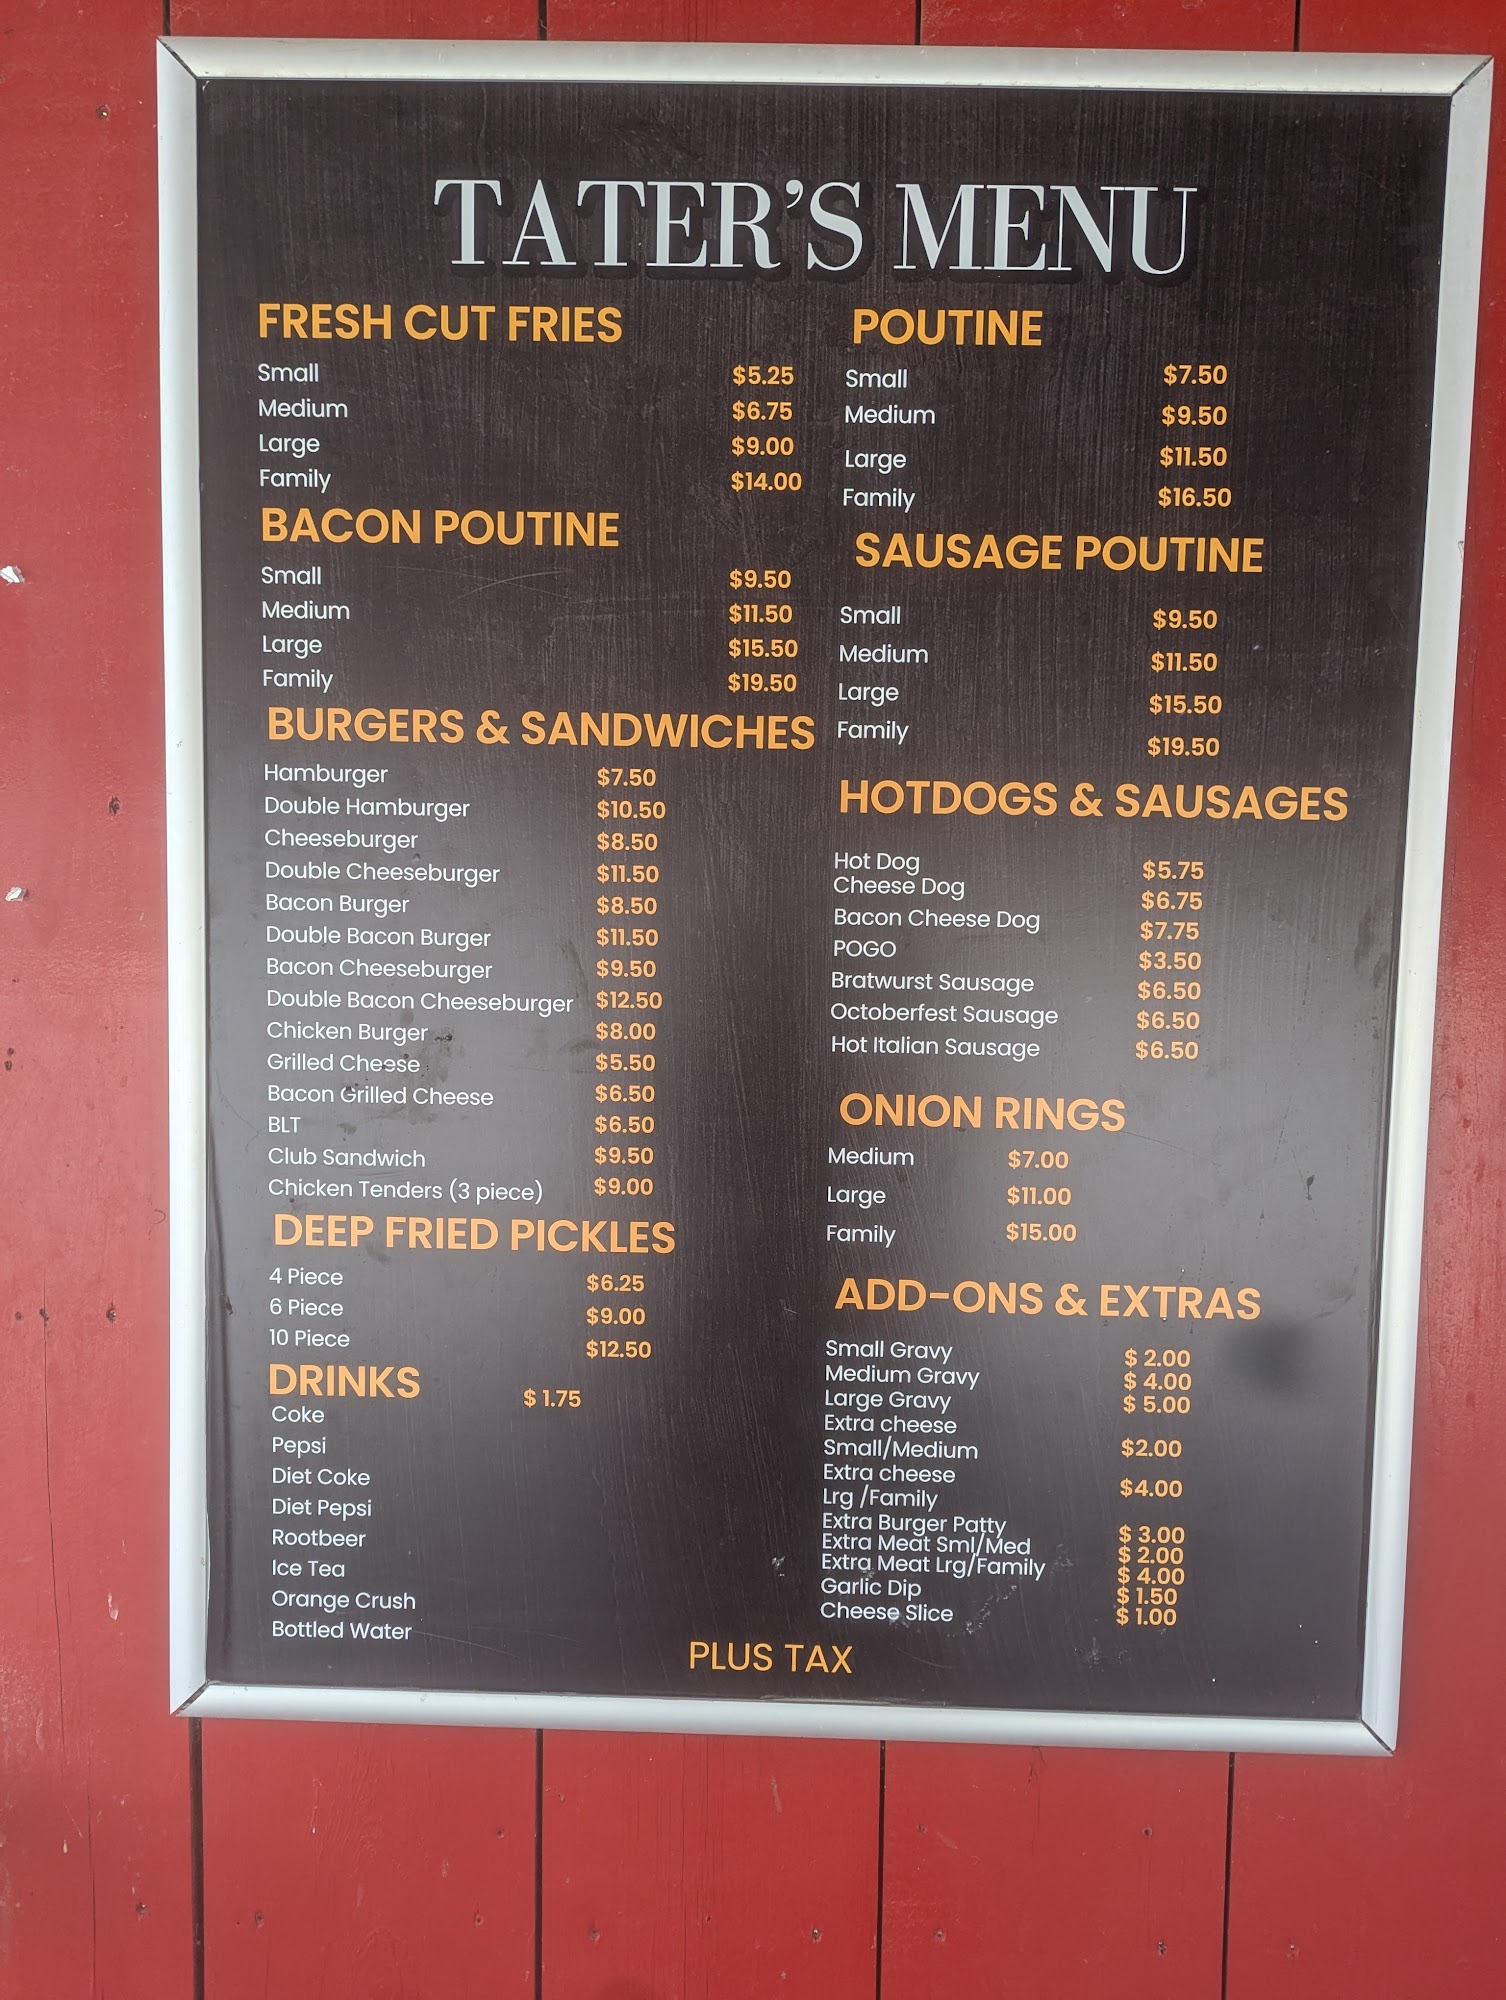 TATER'S MENU
FRESH CUT FRIES
Small $5.25
Medium $6.75
Large $9.00
Family $14.00
BACON POUTINE
Small $9.50
Medium $11.50
Large $15.50
Family $19.50
BURGERS & SANDWICHES
Hamburger $7.50
Double Hamburger $10.50
Cheeseburger $8.50
Double Cheeseburger $11.50
Bacon Burger $8.50
Double Bacon Burger $11.50
Bacon Cheeseburger $9.50
Double Bacon Cheeseburger $12.50
Chicken Burger $8.00
Grilled Cheese $5.50
Bacon Grilled Cheese $6.50
BLT $6.50
Club Sandwich $9.50
Chicken Tenders (3 piece) $9.00
DEEP FRIED PICKLES
4 Piece $6.25
6 Piece $9.00
10 Piece $12.50
DRINKS $ 1.75
Coke
Pepsi
Diet Coke
Diet Pepsi
Rootbeer
Ice Tea
Orange Crush
Bottled Water
POUTINE
Small $7.50
Medium $9.50
Large $11.50
Family $16.50
SAUSAGE POUTINE
Small $9.50
Medium $11.50
Large $15.50
Family $19.50
HOTDOGS & SAUSAGES
Hot Dog $5.75
Cheese Dog $6.75
Bacon Cheese Dog $7.75
POGO $3.50
Bratwurst Sausage $6.50
Octoberfest Sausage $6.50
Hot Italian Sausage $6.50
ONION RINGS
Medium $7.00
Large $11.00
Family $15.00
ADD-ONS & EXTRAS
Small Gravy $ 2.00
Medium Gravy $ 4.00
Large Gravy $ 5.00
Extra cheese
Small/Medium $2.00
Extra cheese
Lrg /Family $4.00
Extra Burger Patty $ 3.00
Extra Meat Sml/Med $ 2.00
Extra Meat Lrg/Family $ 4.00
Garlic Dip $ 1.50
Cheese Slice $ 1.00
PLUS TAX